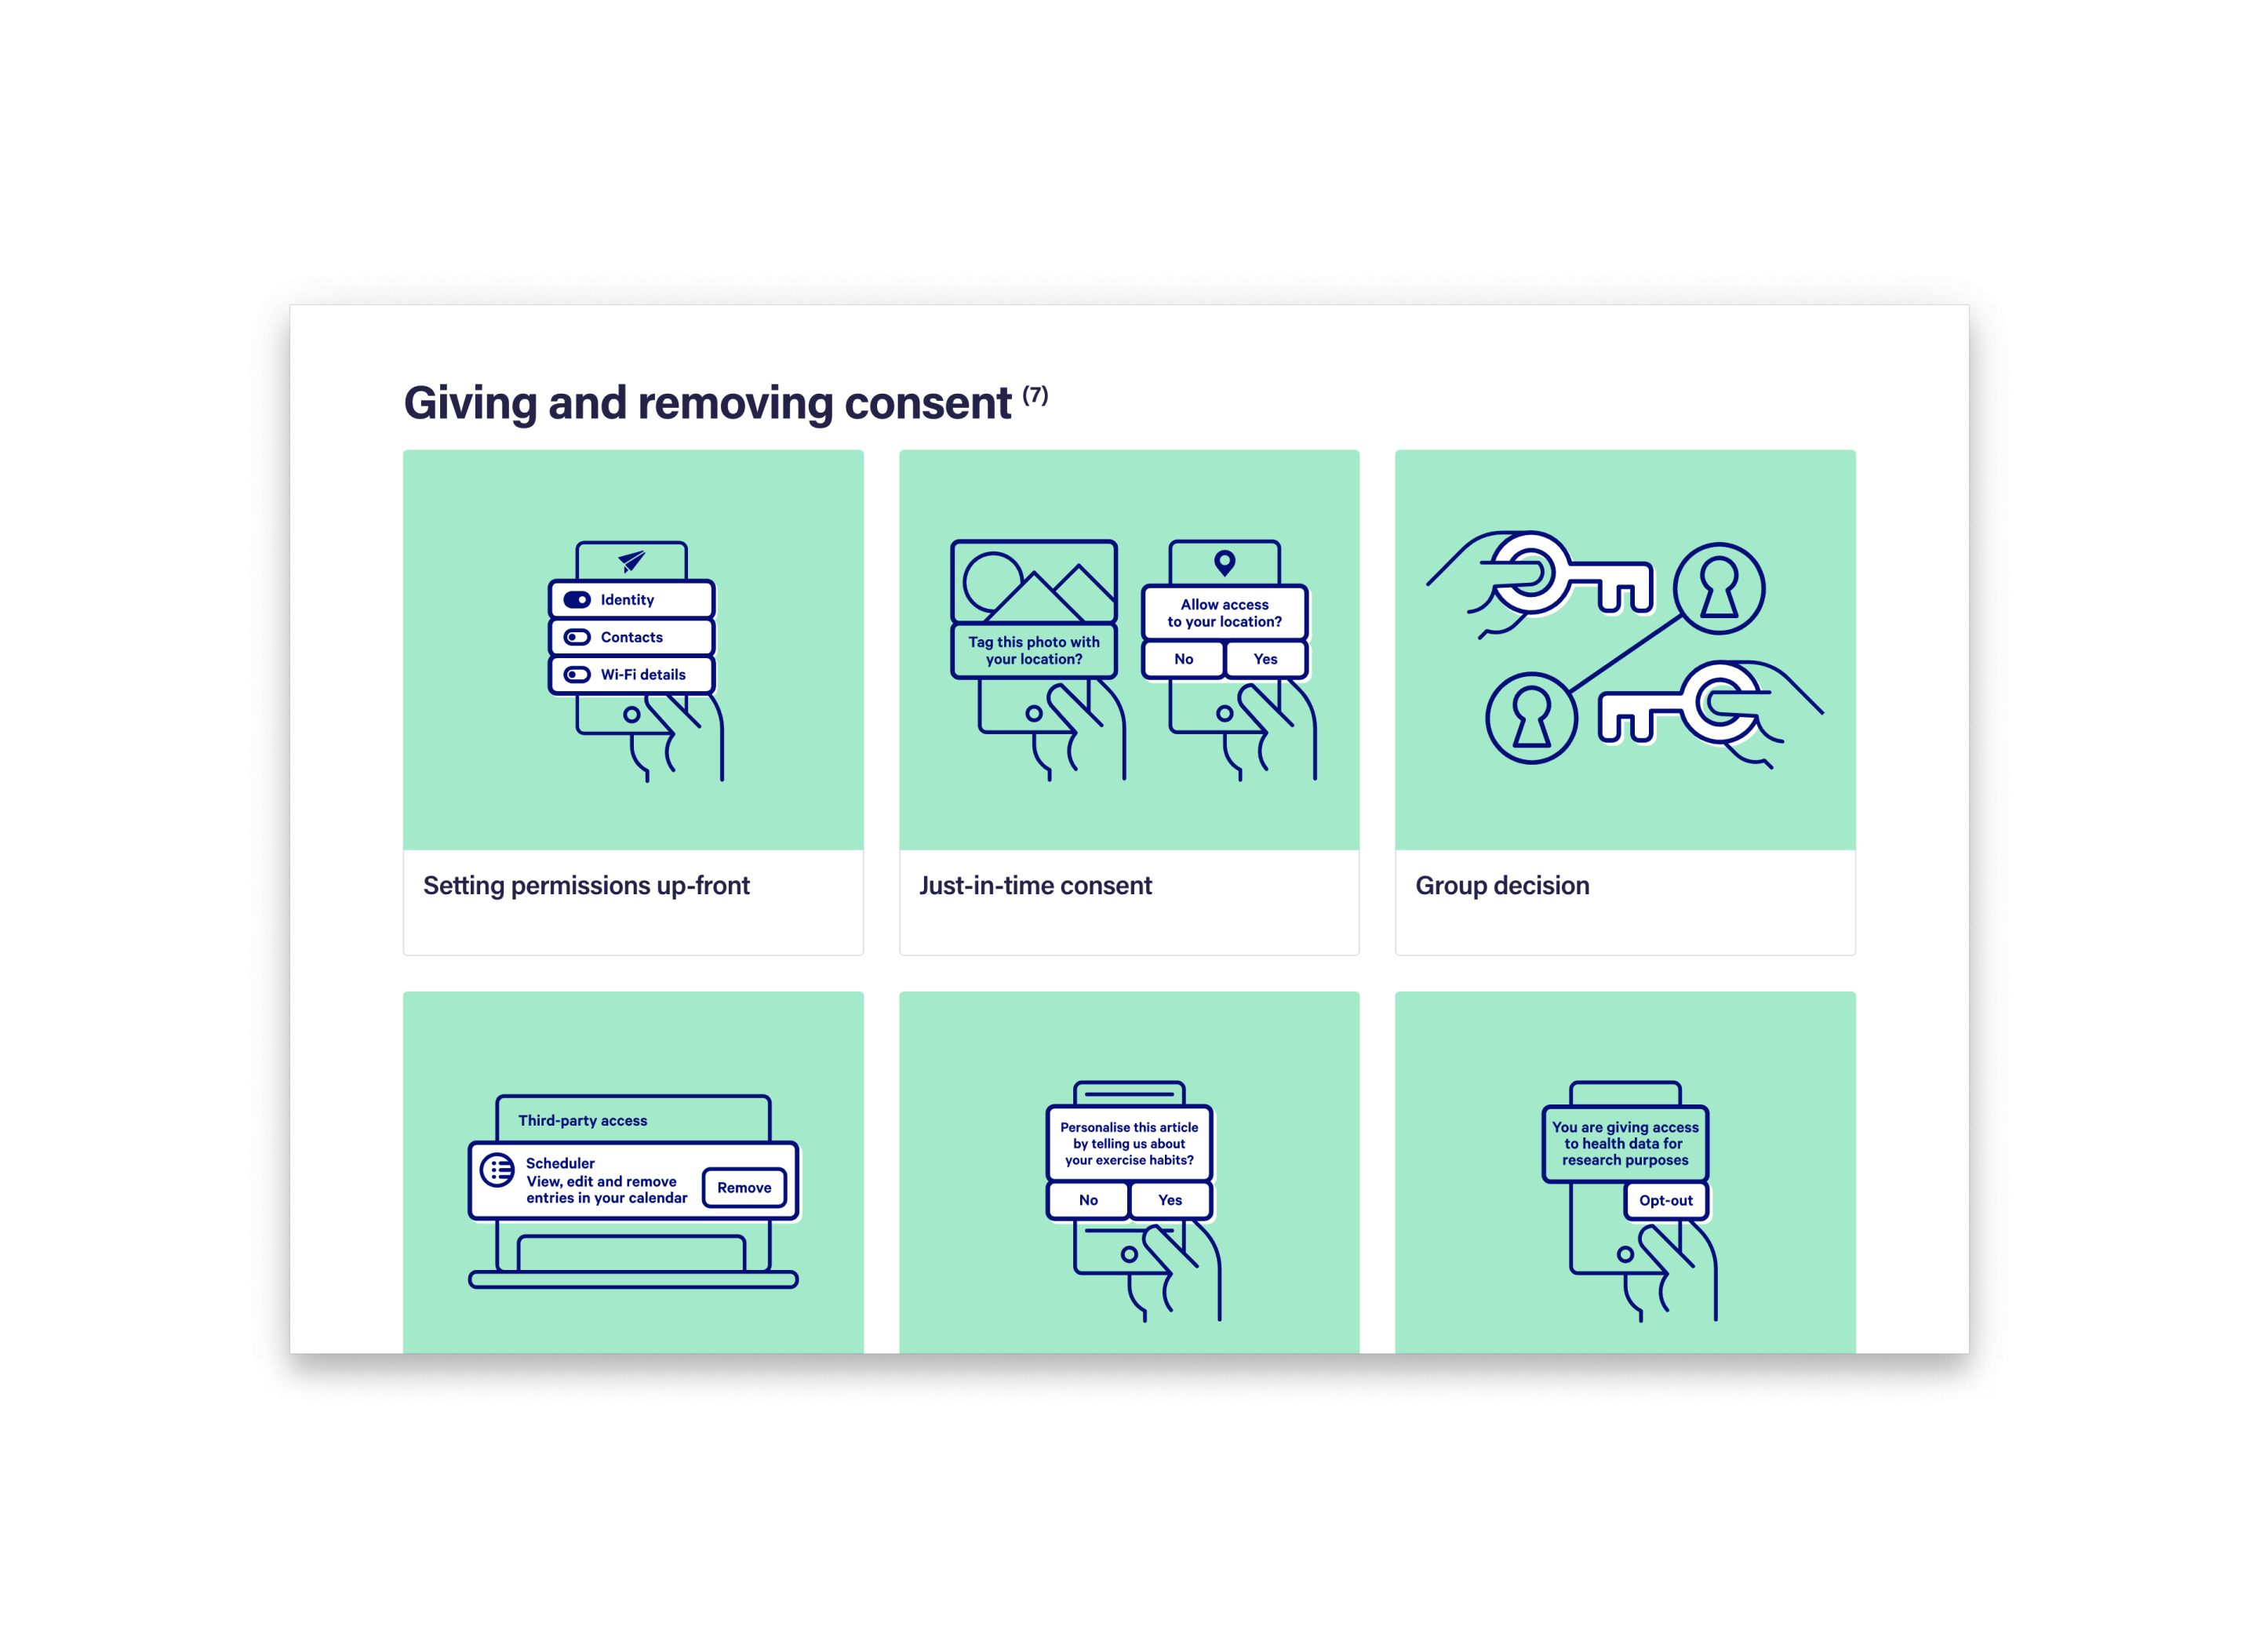 Giving and removing consent (7)
Identity
Contacts
Wi-Fi details
Setting permissions up-front
Tag this photo with
your location?
Allow access
to your location?
No
Yes
Just-in-time consent
Group decision
Third-party access
Scheduler
View, edit and remove
entries in your calendar
Remove
Personalise this article
by telling us about
your exercise habits?
No
Yes
You are giving access
to health data for
research purposes
Opt-out